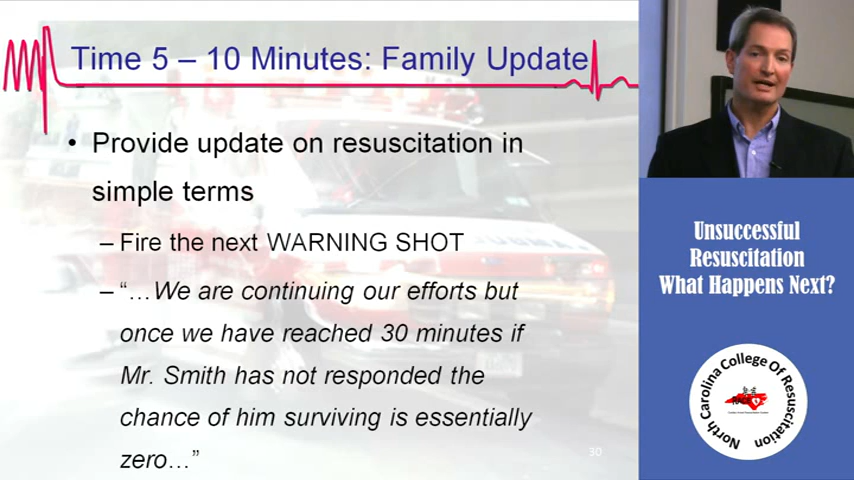 Time 5 – 10 Minutes: Family Update
• Provide update on resuscitation in
simple terms
– Fire the next WARNING SHOT
– “…We are continuing our efforts but
once we have reached 30 minutes if
Mr. Smith has not responded the
chance of him surviving is essentially
zero…”
30
Unsuccessful
Resuscitation
What Happens Next?
North Carolina College Of Resuscitation